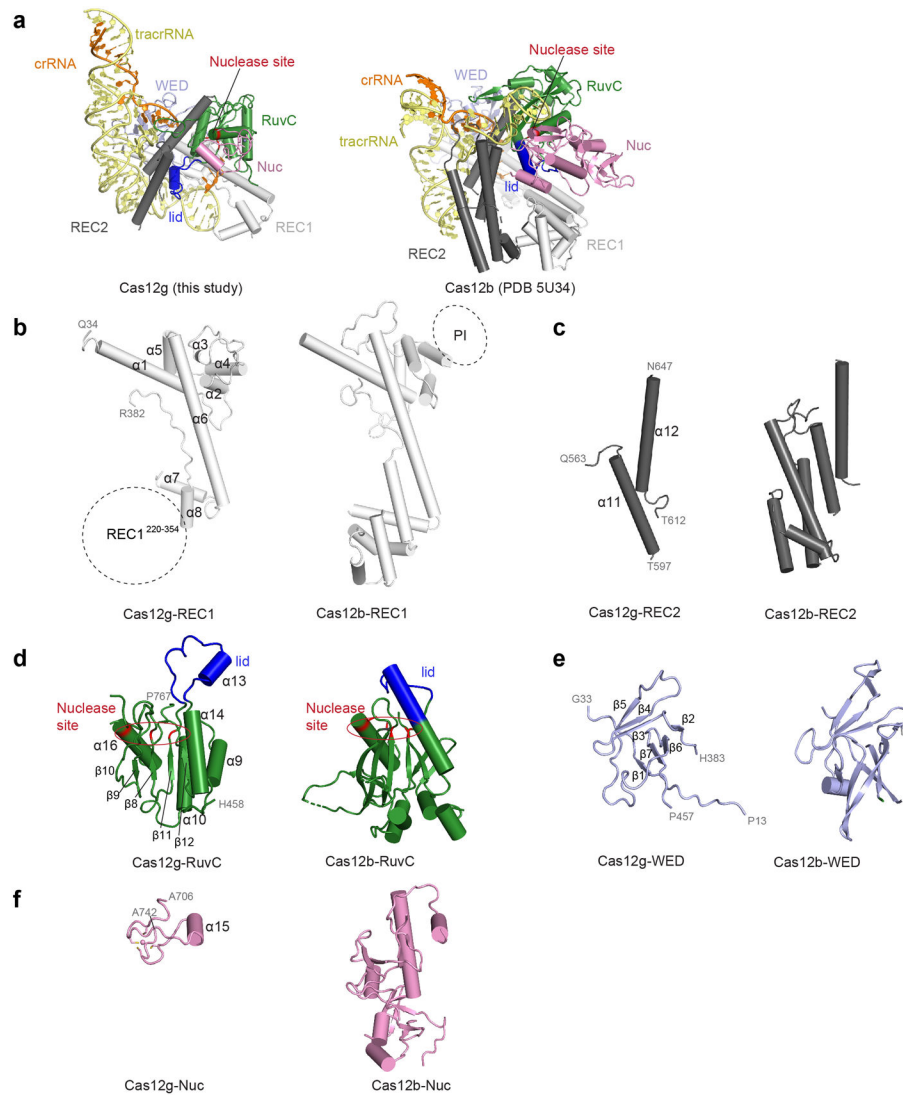 a
tracrRNA
crRNA
WED
Nuclease site
RuvC
Nuc
lid
REC2
REC1
Cas12g (this study)
Nuclease site
crRNA
WED
RuvC
tracrRNA
Nuc
lid
REC2
REC1
Cas12b (PDB 5U34)
b
Q34
α5
α3
α1
α4
α2
R382
α6
α7
α8
REC1220-354
Cas12g-REC1
PI
Cas12b-REC1
c
N647
α12
Q563
α11
T612
T597
Cas12g-REC2
Cas12b-REC2
d
lid
α13
P767
Nuclease
site
α14
α16
α9
β10
β9
β8
H458
α10
β11
β12
Cas12g-RuvC
lid
Nuclease
site
Cas12b-RuvC
e
G33
β5
β4
β2
β3
β6
β7
H383
β1
P457
P13
Cas12g-WED
Cas12b-WED
f
A706
A742
α15
Cas12g-Nuc
Cas12b-Nuc